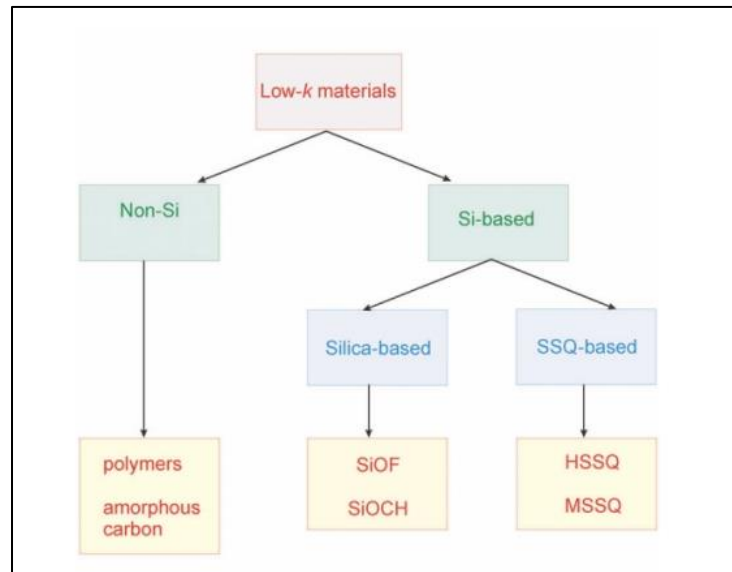 Low-k materials
Non-Si
Si-based
Silica-based
SSQ-based
polymers
amorphous
carbon
SiOF
SiOCH
HSSQ
MSSQ